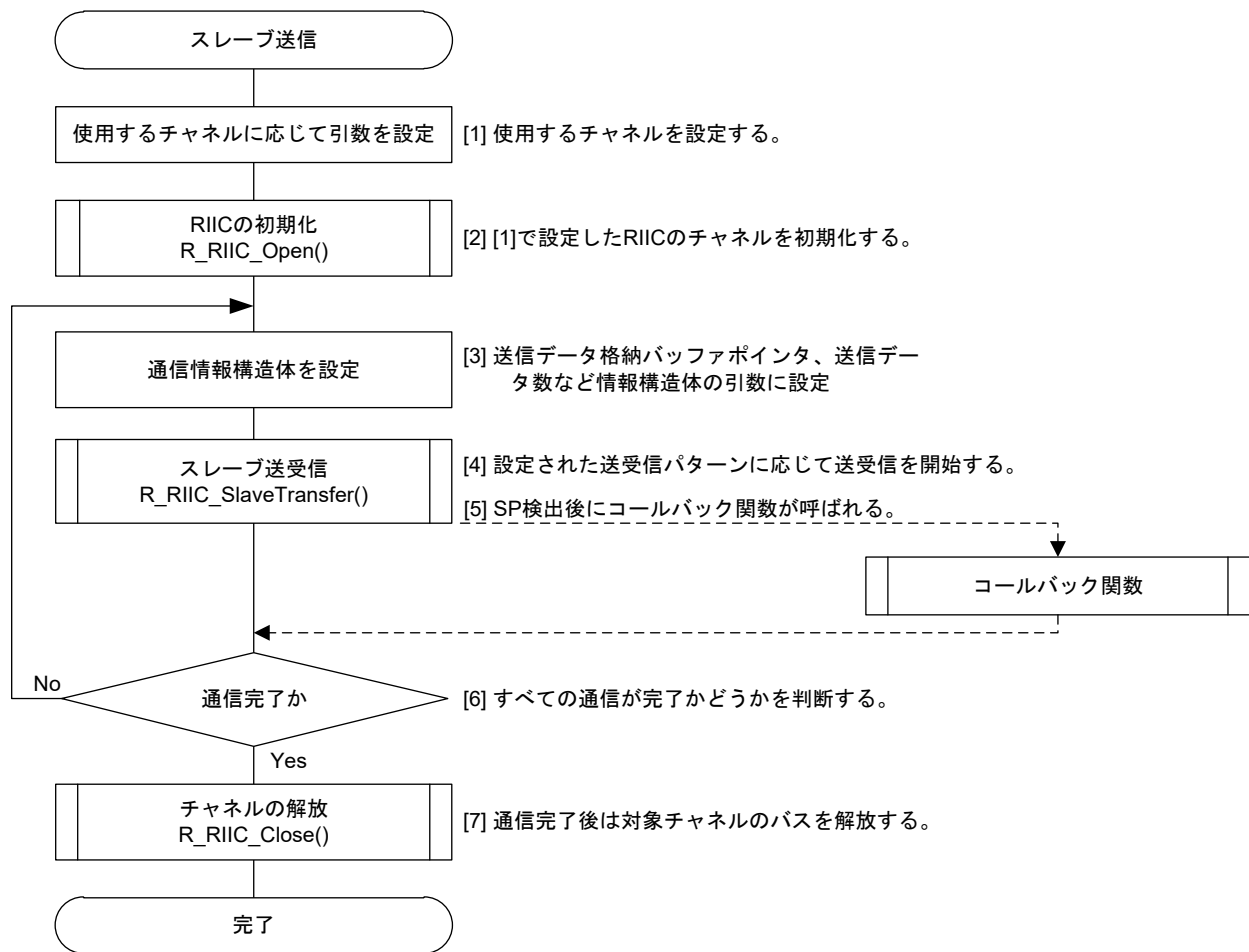 スレーブ送信
使用するチャネルに応じて引数を設定
[1] 使用するチャネルを設定する。
RIICの初期化
R_RIIC_Open()
[2] [1]で設定したRIICのチャネルを初期化する。
通信情報構造体を設定
[3] 送信データ格納バッファポインタ、送信デー
タ数など情報構造体の引数に設定
スレーブ送受信
R_RIIC_SlaveTransfer()
[4] 設定された送受信パターンに応じて送受信を開始する。
[5] SP検出後にコールバック関数が呼ばれる。
コールバック関数
No
通信完了か
[6] すべての通信が完了かどうかを判断する。
Yes
チャネルの解放
R_RIIC_Close()
[7] 通信完了後は対象チャネルのバスを解放する。
完了